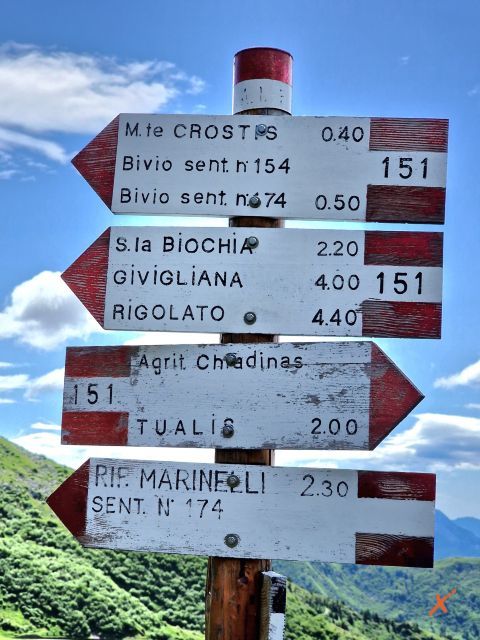 M.te CROSTIS 0.40
Bivio sent. n° 154 151
Bivio sent. n° 174 0.50
S.la BIOCHIA 2.20
GIVIGLIANA 4.00 151
RIGOLATO 4.40
Agrit. Chiadinas
151
TUALIS 2.00
RIF. MARINELLI 2.30
SENT. N° 174